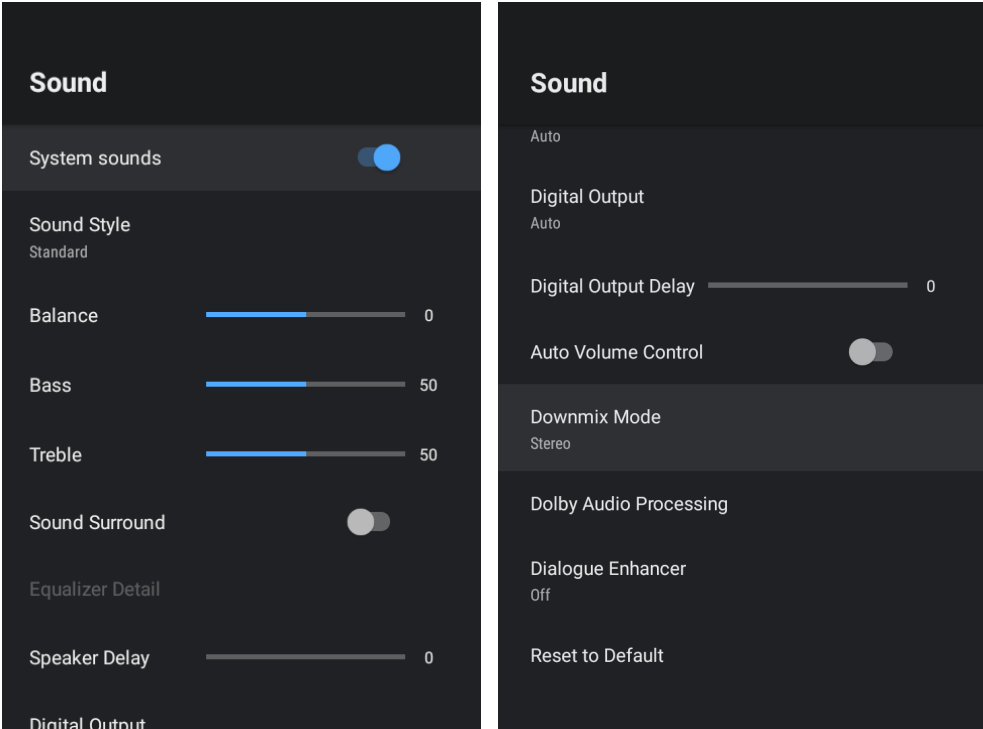 Sound
System sounds
Sound Style
Standard
Balance 0
Bass 50
Treble 50
Sound Surround
Equalizer Detail
Speaker Delay 0
Digital Output
Sound
Auto
Digital Output
Auto
Digital Output Delay 0
Auto Volume Control
Downmix Mode
Stereo
Dolby Audio Processing
Dialogue Enhancer
Off
Reset to Default